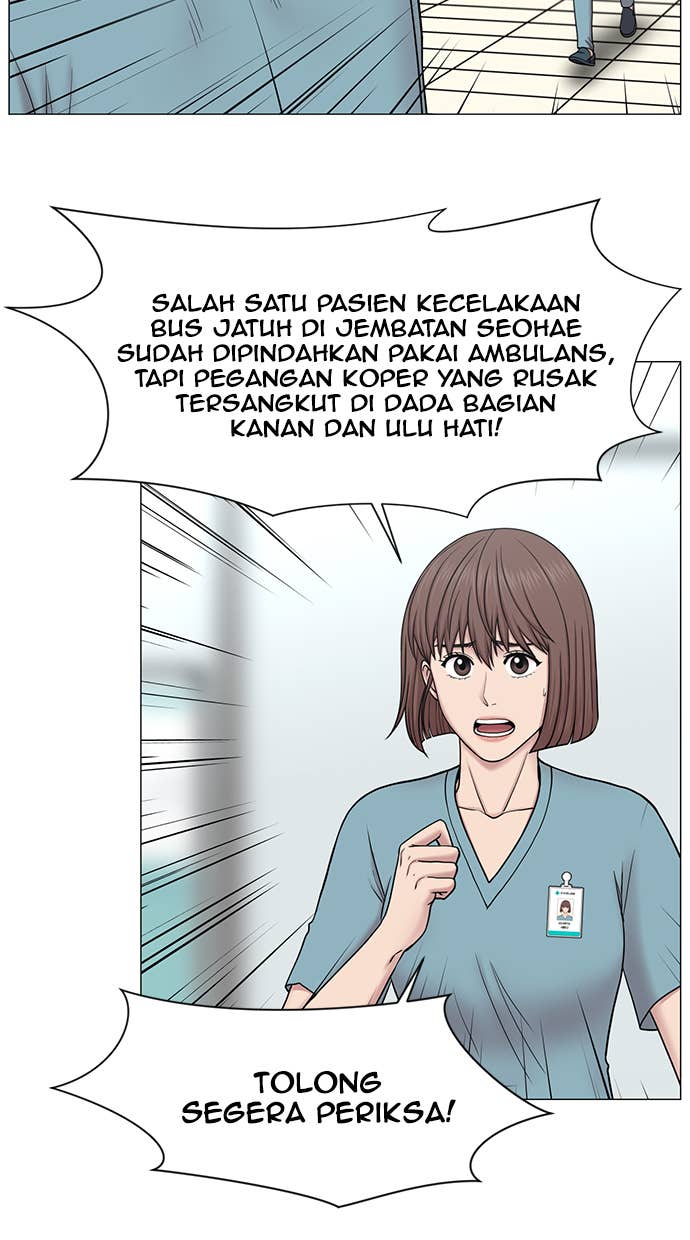 SALAH SATU PASIEN KECELAKAAN
BUS JATUH DI JEMBATAN SEOHAE
SUDAH DIPINDAHKAN PAKAI AMBULANS,
TAPI PEGANGAN KOPER YANG RUSAK
TERSANGKUT DI DADA BAGIAN
KANAN DAN ULU HATI!
TOLONG
SEGERA PERIKSA!